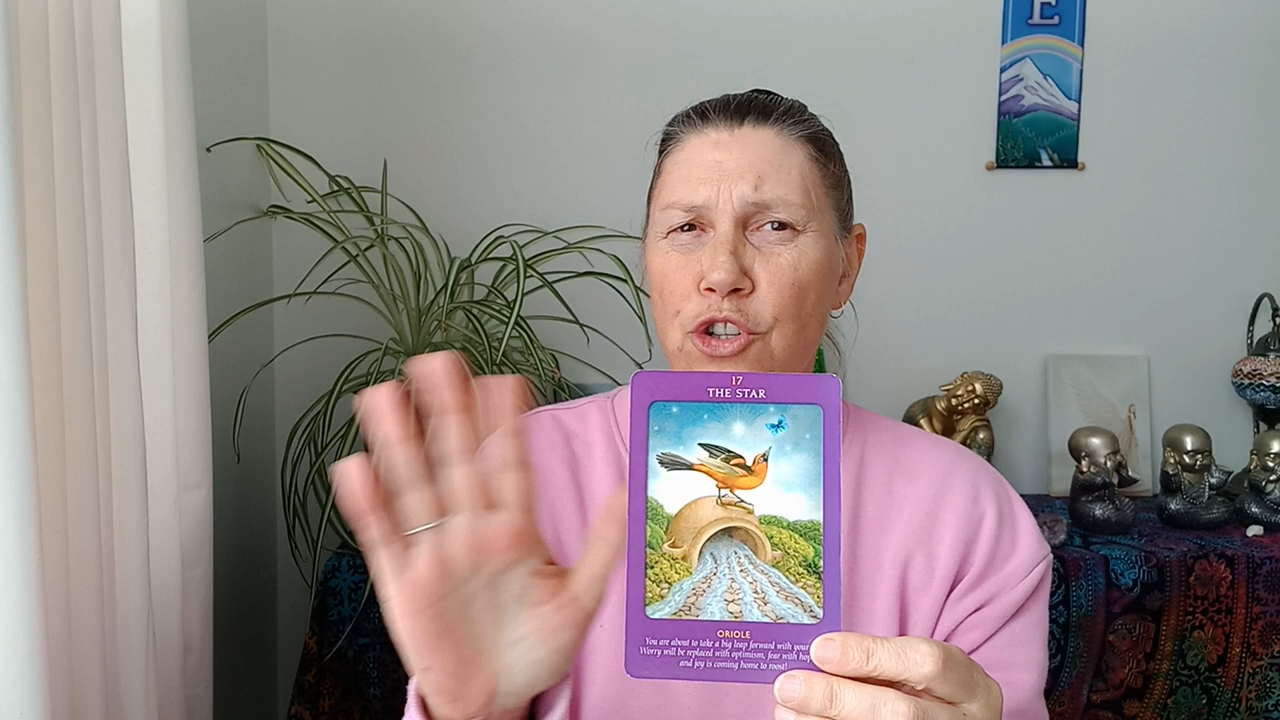 E
17
THE STAR
ORIOLE
You are about to take a big leap forward with your
Worry will be replaced with optimism, fear with
and joy is coming home to roost!